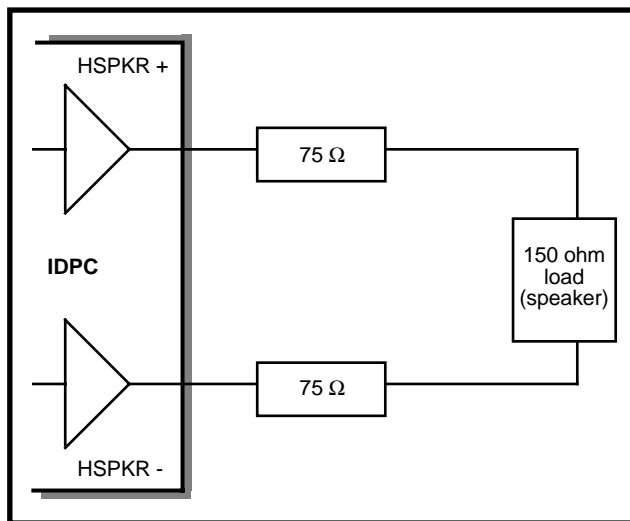 HSPKR +
75 Ω
150 ohm
load
(speaker)
IDPC
75 Ω
HSPKR -